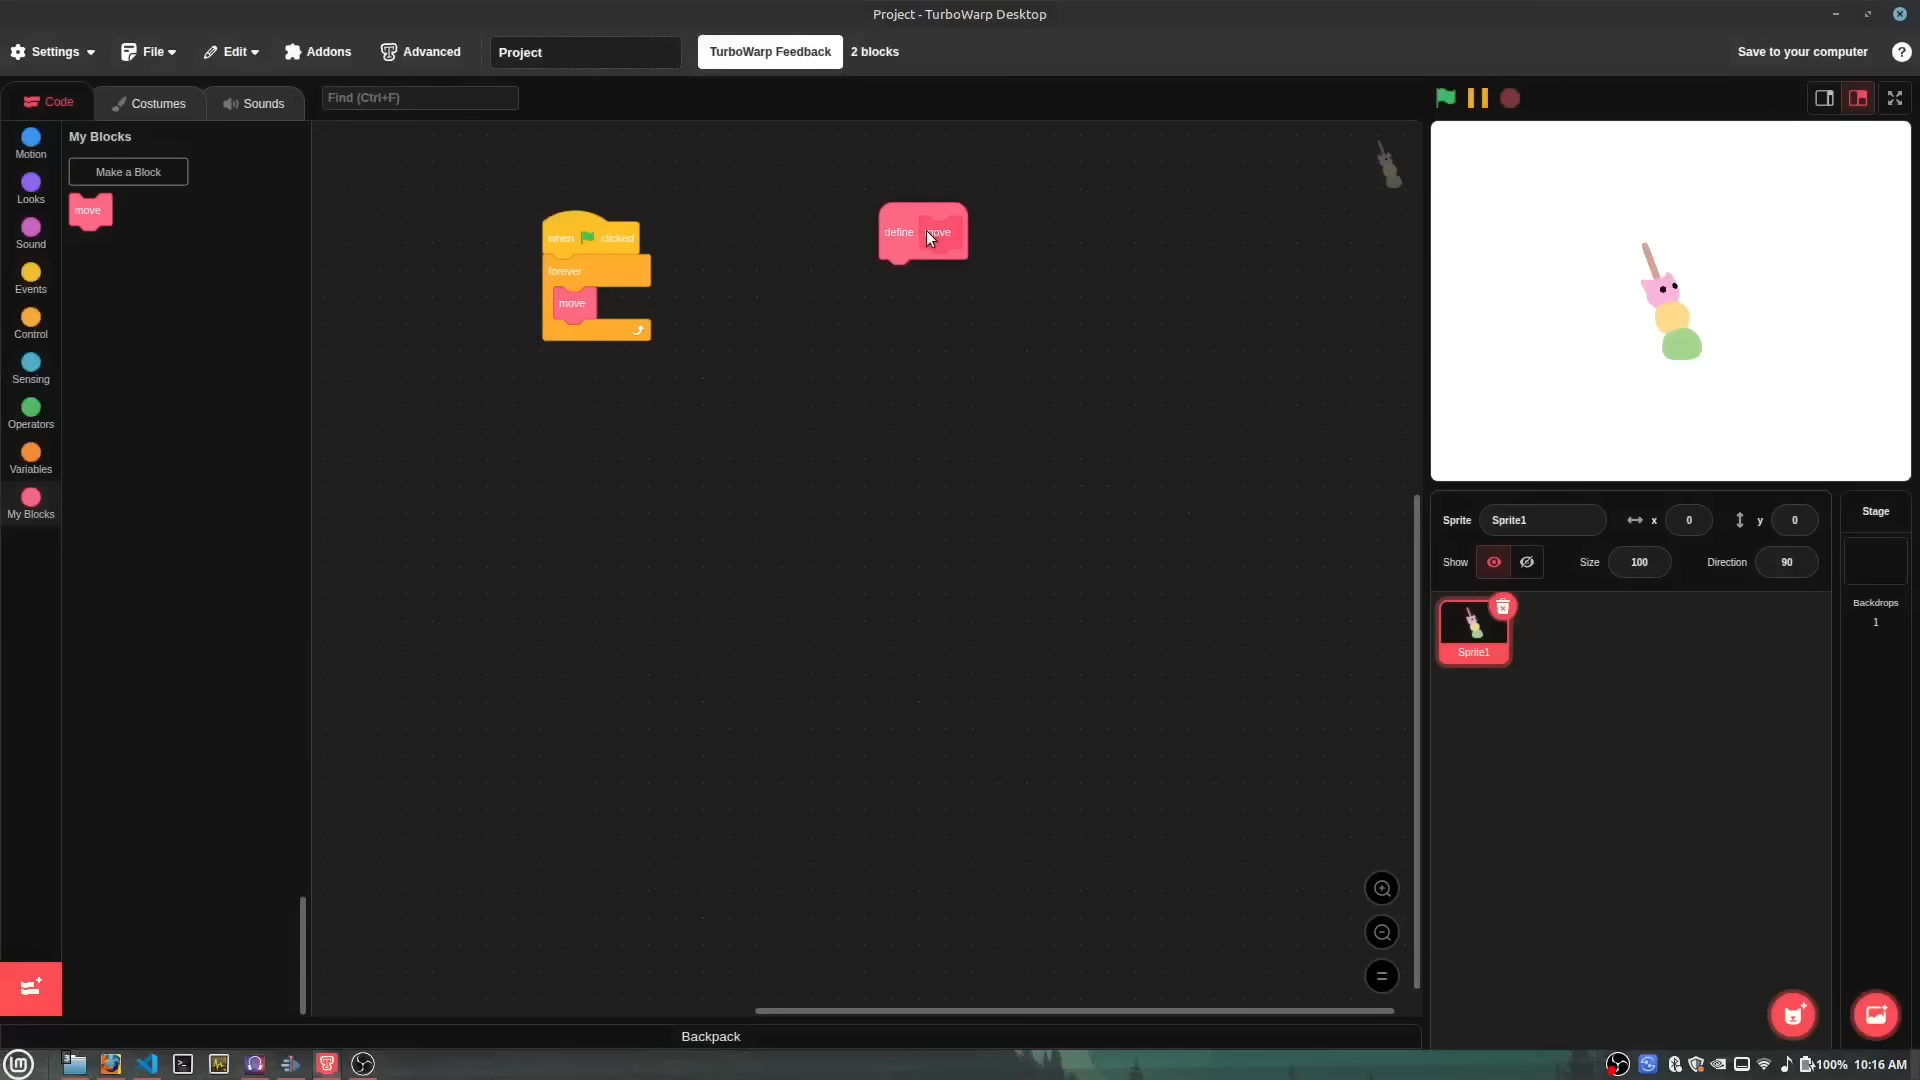 Project - TurboWarp Desktop
Settings File Edit Addons Advanced Project TurboWarp Feedback 2 blocks Save to your computer ?
Code Costumes Sounds Find (Ctrl+F)
Motion
Looks
Sound
Events
Control
Sensing
Operators
Variables
My Blocks
My Blocks
Make a Block
move
when clicked
forever
move
define move
Sprite Sprite1 x 0 y 0
Show Size 100 Direction 90
Sprite1
Stage
Backdrops
1
Backpack
100% 10:16 AM